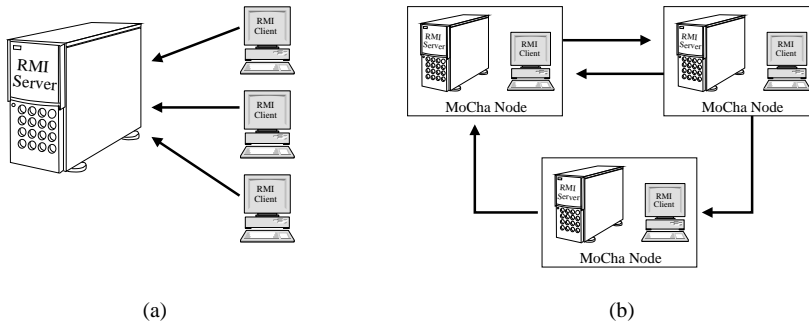 RMI
Server
RMI
Client
RMI
Client
RMI
Client
(a)
RMI
Server
RMI
Client
MoCha Node
RMI
Server
RMI
Client
MoCha Node
RMI
Server
RMI
Client
MoCha Node
(b)